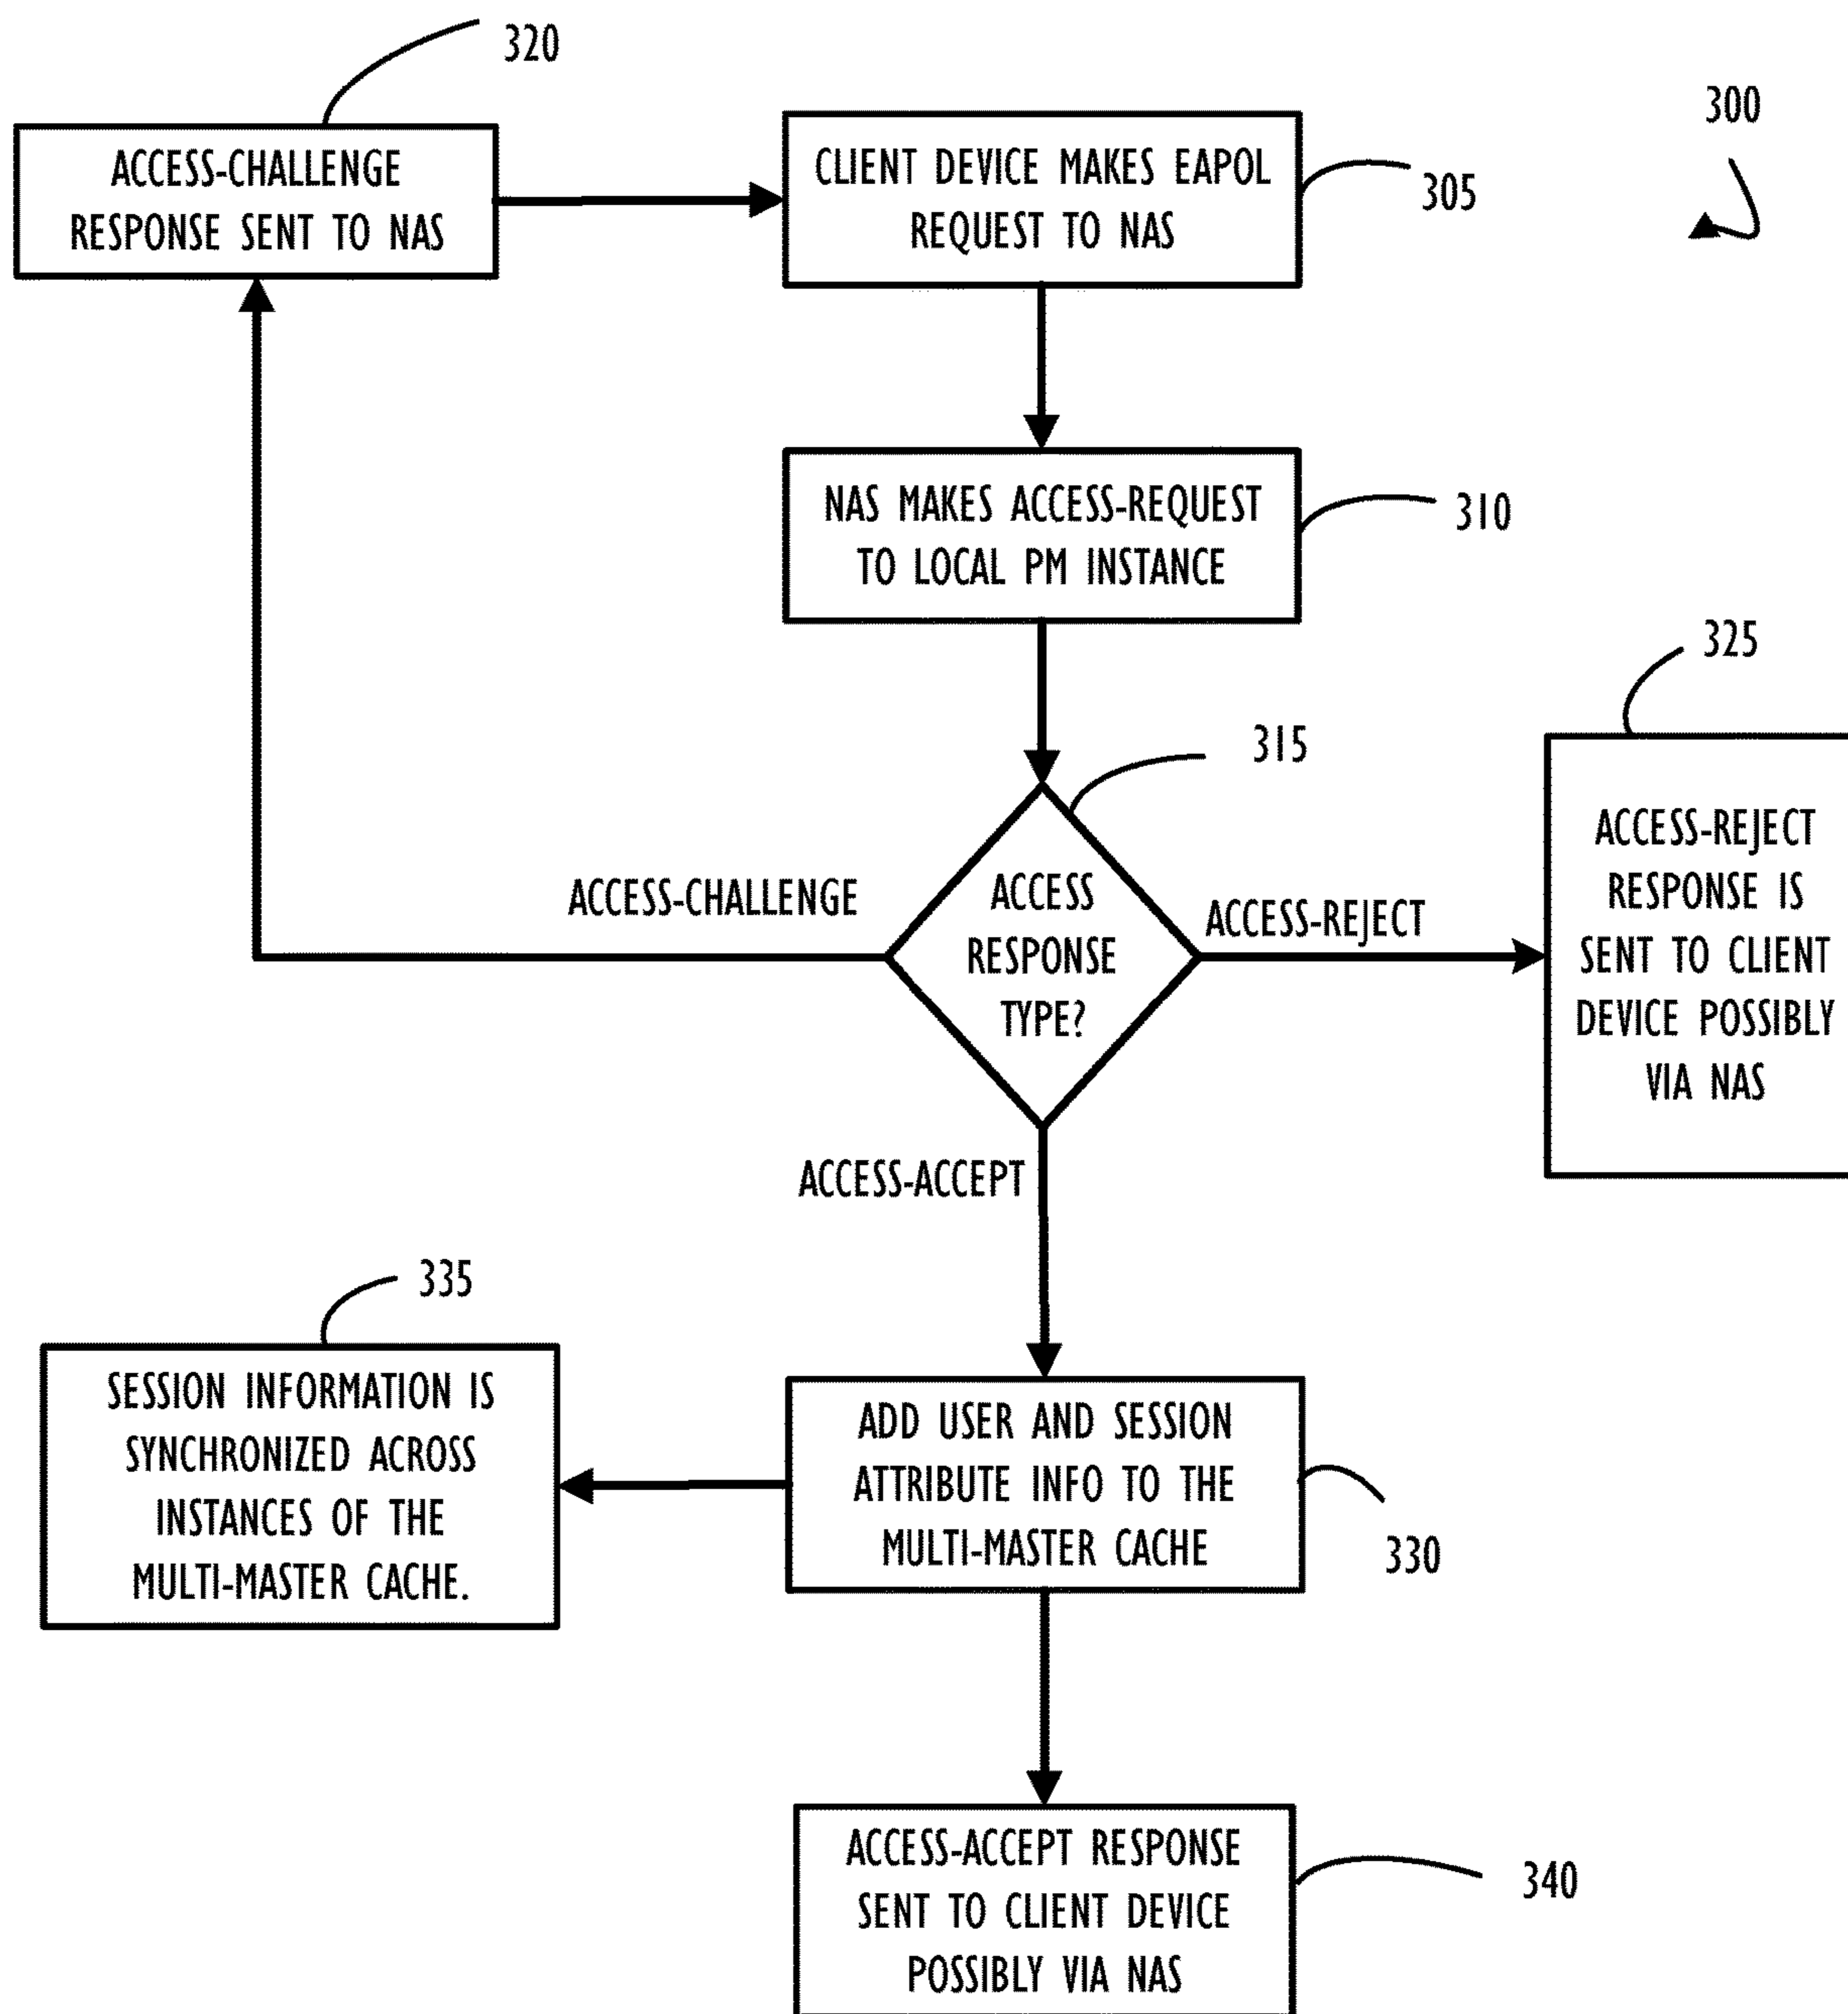 320
300
ACCESS-CHALLENGE
RESPONSE SENT TO NAS
CLIENT DEVICE MAKES EAPOL
REQUEST TO NAS
305
NAS MAKES ACCESS-REQUEST
TO LOCAL PM INSTANCE
310
325
315
ACCESS-CHALLENGE
ACCESS
RESPONSE
TYPE?
ACCESS-REJECT
ACCESS-REJECT
RESPONSE IS
SENT TO CLIENT
DEVICE POSSIBLY
VIA NAS
ACCESS-ACCEPT
335
SESSION INFORMATION IS
SYNCHRONIZED ACROSS
INSTANCES OF THE
MULTI-MASTER CACHE.
ADD USER AND SESSION
ATTRIBUTE INFO TO THE
MULTI-MASTER CACHE
330
ACCESS-ACCEPT RESPONSE
SENT TO CLIENT DEVICE
POSSIBLY VIA NAS
340